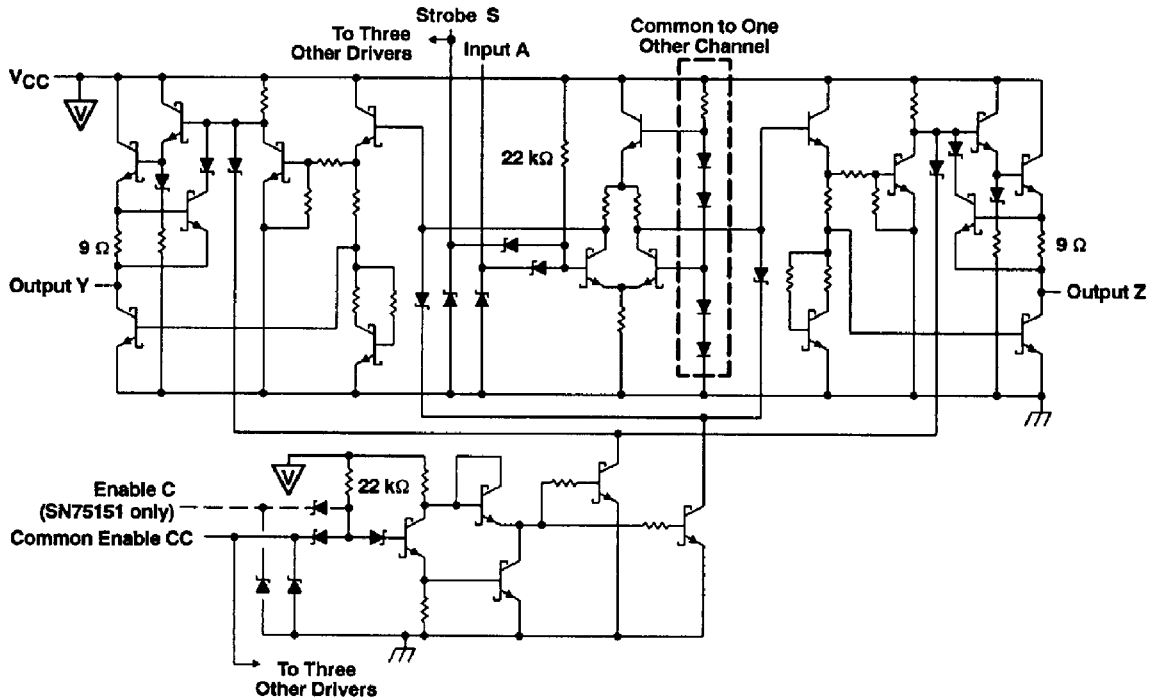 Strobe S
To Three
Other Drivers
Input A
Common to One
Other Channel
VCC
V
22 kΩ
9 Ω
9 Ω
Output Y
Output Z
V
22 kΩ
Enable C
(SN75151 only)
Common Enable CC
To Three
Other Drivers